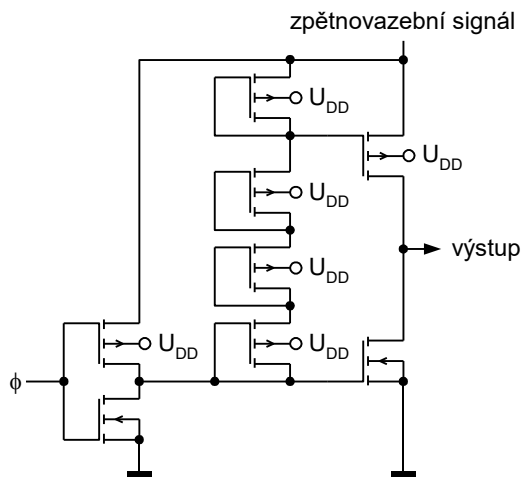 zpětnovazební signál
U_DD
U_DD
U_DD
výstup
U_DD
U_DD
U_DD
ϕ